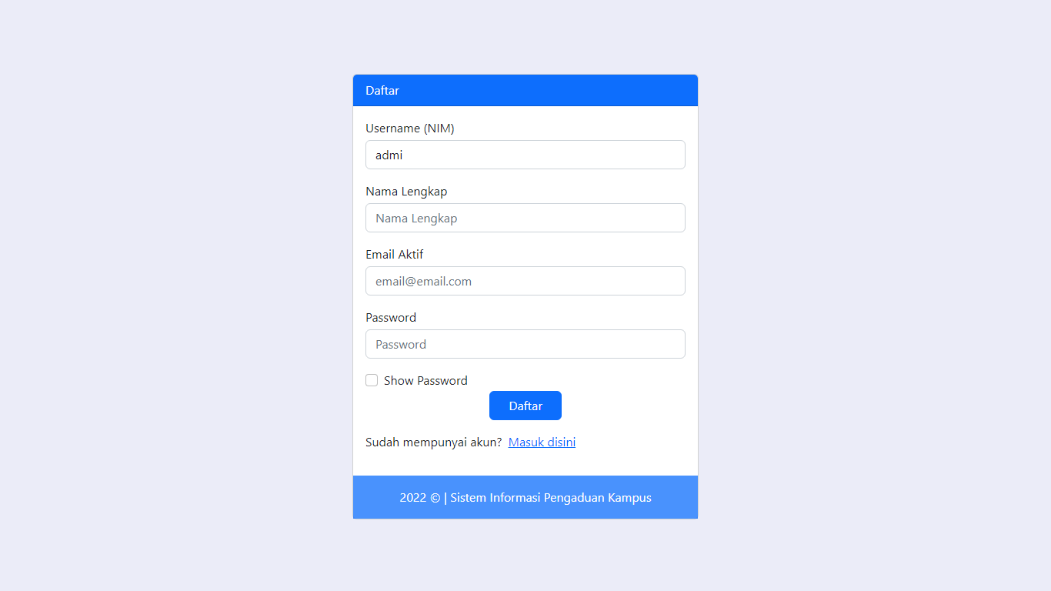 Daftar
Username (NIM)
admi
Nama Lengkap
Nama Lengkap
Email Aktif
email@email.com
Password
Password
Show Password
Daftar
Sudah mempunyai akun? Masuk disini
2022 © | Sistem Informasi Pengaduan Kampus